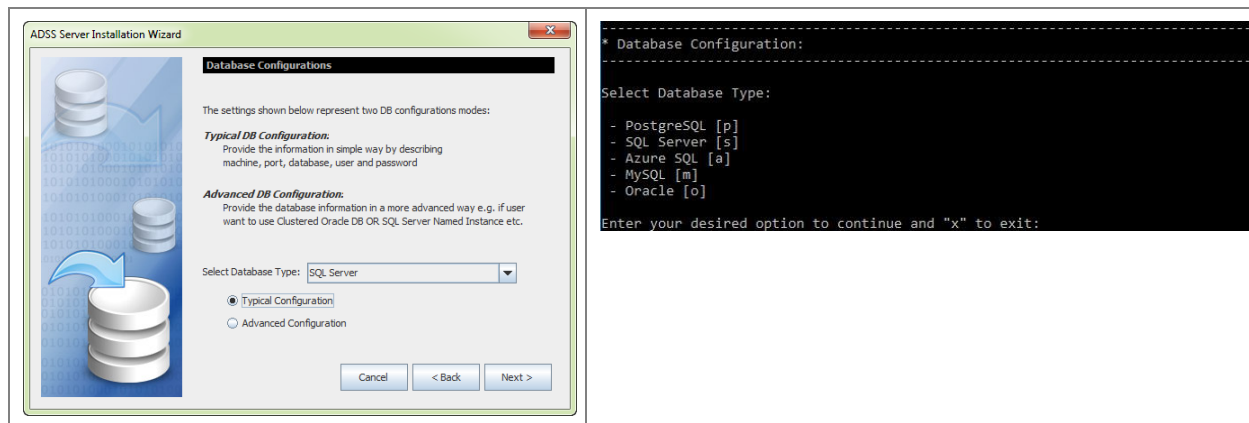 ADSS Server Installation Wizard
Database Configurations
The settings shown below represent two DB configurations modes:
Typical DB Configuration:
Provide the information in simple way by describing
machine, port, database, user and password
Advanced DB Configuration:
Provide the database information in a more advanced way e.g. if user
want to use Clustered Oracle DB OR SQL Server Named Instance etc.
Select Database Type: SQL Server
Typical Configuration
Advanced Configuration
Cancel
< Back
Next >
* Database Configuration:
Select Database Type:
- PostgreSQL [p]
- SQL Server [s]
- Azure SQL [a]
- MySQL [m]
- Oracle [o]
Enter your desired option to continue and "x" to exit: